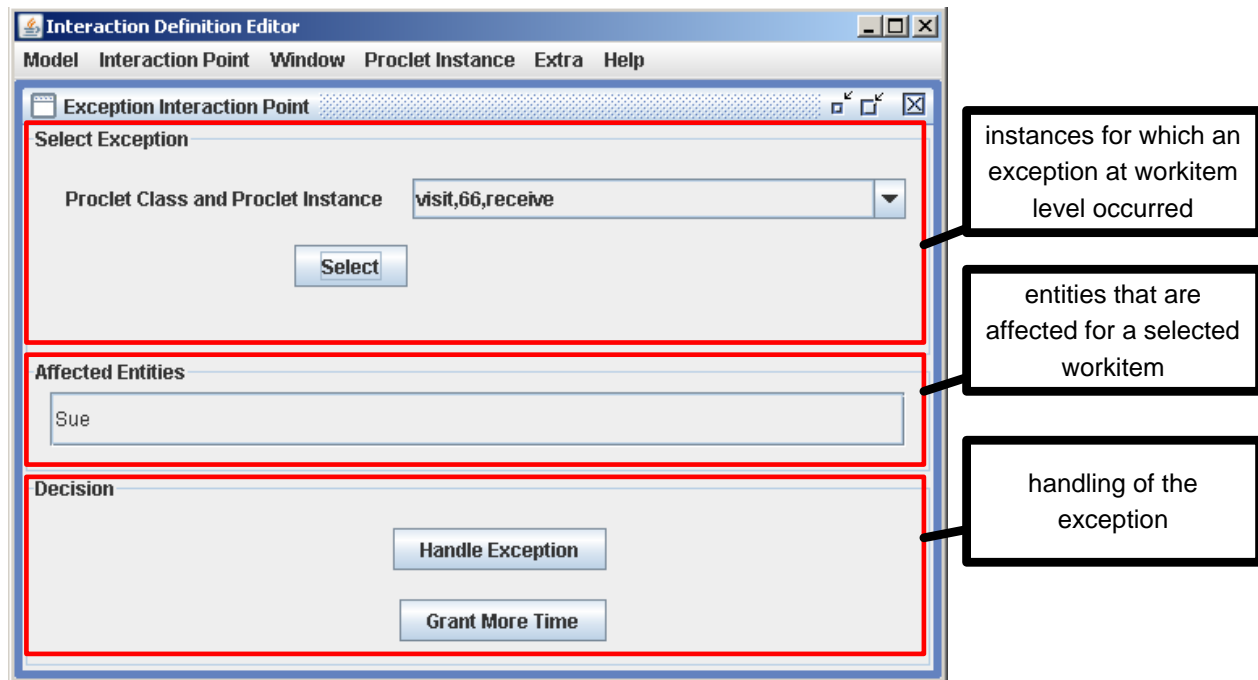 Interaction Definition Editor
Model Interaction Point Window Proclet Instance Extra Help
Exception Interaction Point
Select Exception
Proclet Class and Proclet Instance visit,66,receive
Select
Affected Entities
Sue
Decision
Handle Exception
Grant More Time
instances for which an
exception at workitem
level occurred
entities that are
affected for a selected
workitem
handling of the
exception